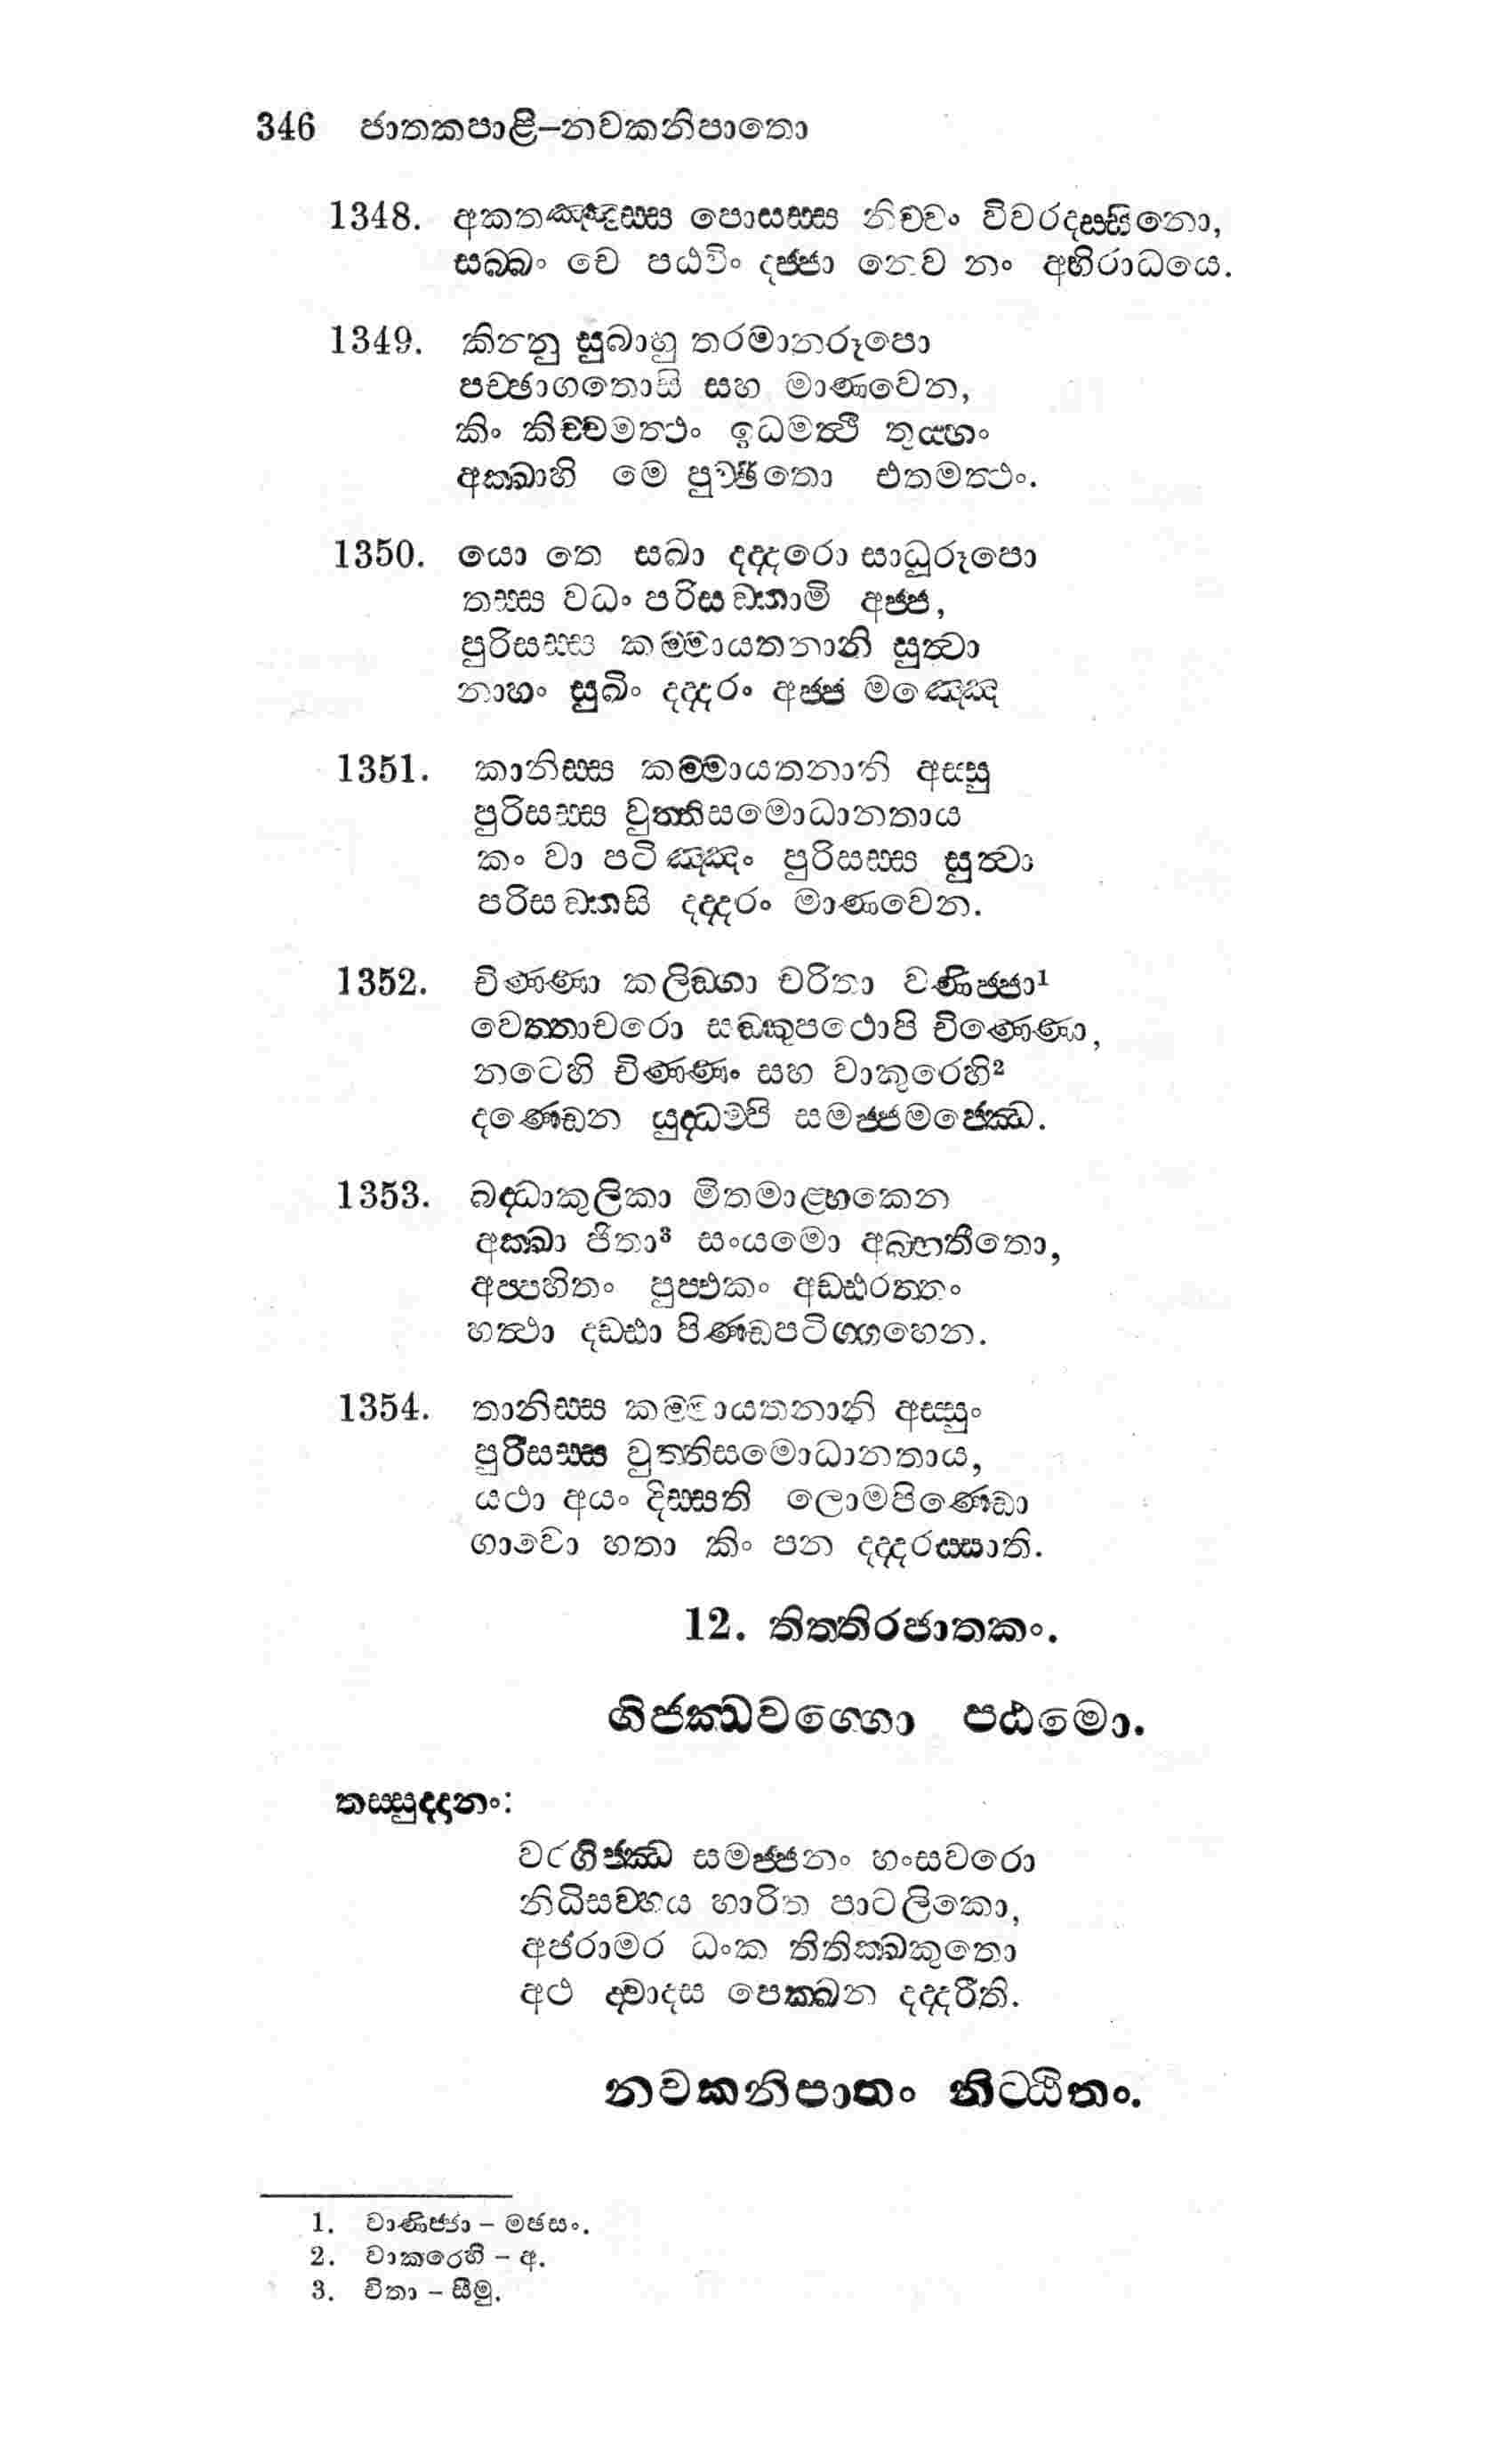 346 ජාතකපාළි–නවකනිපාතො
1348. අකතඤ්ඤුස්ස පොසස්ස නිච්චං විවරදස්සිනො,
සබ්බං චෙ පඨවිං දජ්ජා නෙව නං අභිරාධයෙ.
1349. කින්නු සුබාහු තරමානරූපො
පච්ඡාගතොසි සහ මාණවෙන,
කිං කිච්චමත්ථං ඉධමත්ථි තුය්හං
අක්ඛාහි මෙ පුච්ඡිතො එතමත්ථං.
1350. යො තෙ සඛා දද්දරො සාධුරූපො
තස්ස වධං පරිසඞ්කාමි අජ්ජ,
පුරිසස්ස කම්මායතනානි සුත්වා
නාහං සුඛිං දද්දරං අජ්ජ මඤ්ඤෙ
1351. කානිස්ස කම්මායතනානි අස්සු
පුරිසස්ස වුත්තිසමොධානතාය
කං වා පටිඤ්ඤං පුරිසස්ස සුත්වා
පරිසඞ්කසි දද්දරං මාණවෙන.
1352. චිණ්ණා කලිඞ්ගා චරිතා වණිජ්ජා¹
වෙත්තාචරො සඞ්කුපථොපි චිණ්ණො,
නටෙහි චිණ්ණං සහ වාකුරෙහි²
දණ්ඩෙන යුද්ධම්පි සමජ්ජමජ්ඣෙ.
1353. බද්ධාකුලිකා මිතමාළ්හකෙන
අක්ඛා ජිතා³ සංයමො අබ්භතීතො,
අප්පහිතං පුප්ඵකං අඩ්ඪරත්තං
හත්ථා දඩ්ඪා පිණ්ඩපටිග්ගහෙන.
1354. තානිස්ස කම්මායතනානි අස්සුං
පුරිසස්ස වුත්තිසමොධානතාය,
යථා අයං දිස්සති ලොමපිණ්ඩො
ගාවො හතා කිං පන දද්දරස්සාති.
12. තිත්තිරජාතකං.
ගිජ්ඣවග්ගො පඨමො.
තස්සුද්දානං:
වරගිජ්ඣ සමජ්ජනං හංසවරො
නිධිසව්හය හාරිත පාටලිකො,
අජරාමර ධංක තිතික්ඛකුතො
අථ ද්වාදස පෙක්ඛන දද්දරීති.
නවකනිපාතං නිට්ඨිතං.
1. වාණිජ්ජා – මඡසං.
2. වාකරෙහි – අ.
3. චිතා – සීමු.